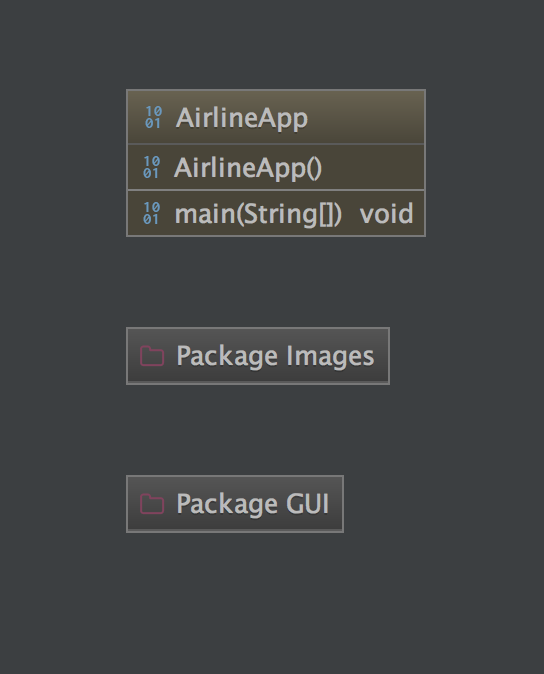 AirlineApp
AirlineApp()
main(String[]) void
Package Images
Package GUI